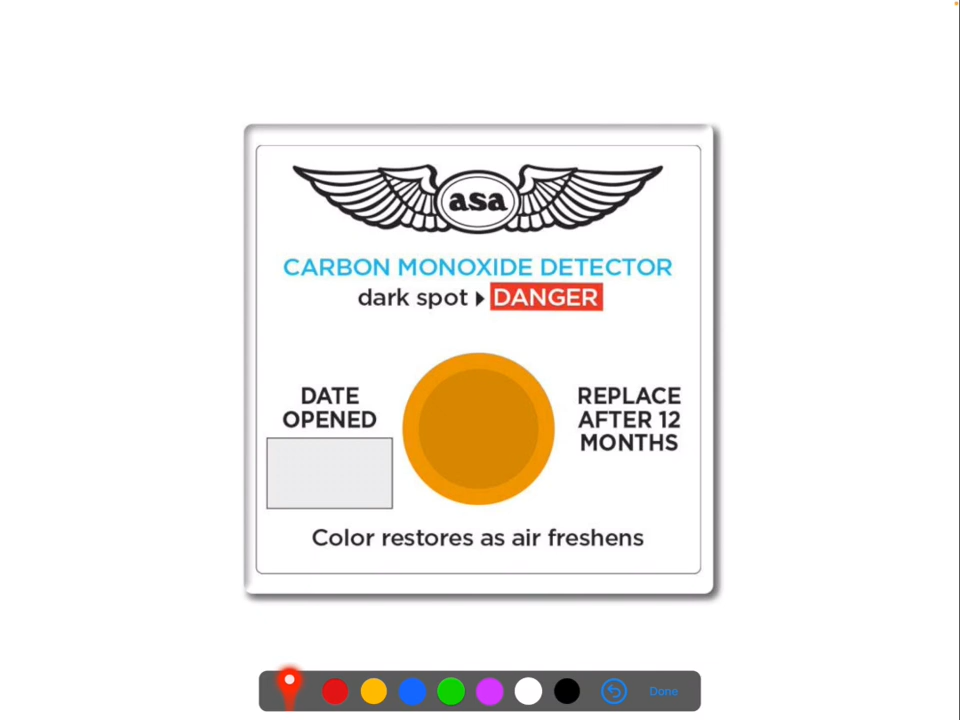 asa
CARBON MONOXIDE DETECTOR
dark spot ▸ DANGER
DATE
OPENED
REPLACE
AFTER 12
MONTHS
Color restores as air freshens
Done